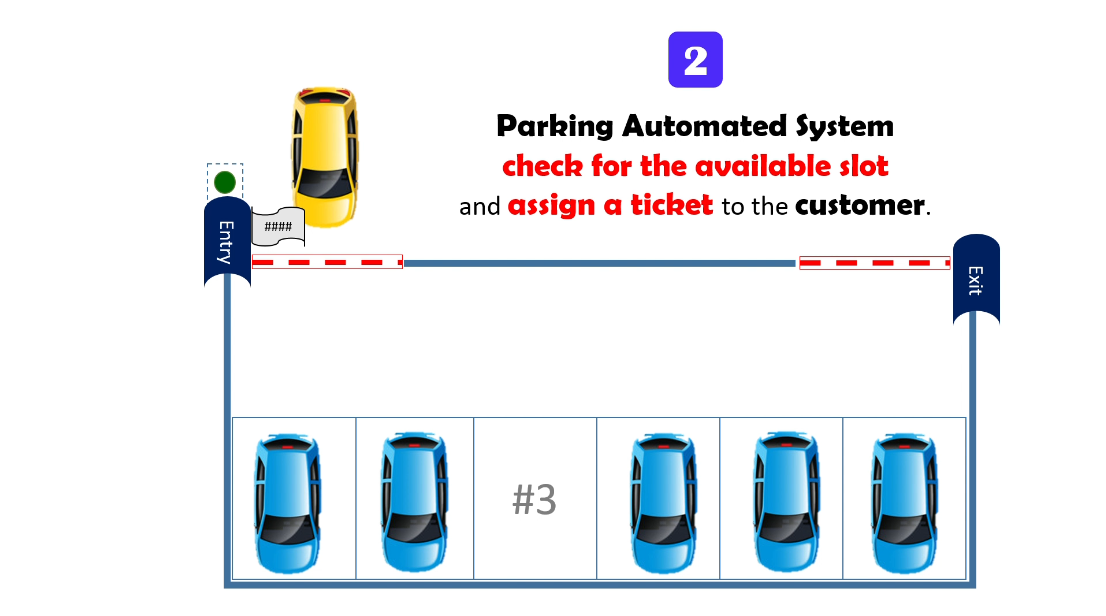 2
Parking Automated System
check for the available slot
and assign a ticket to the customer.
Entry
####
Exit
#3